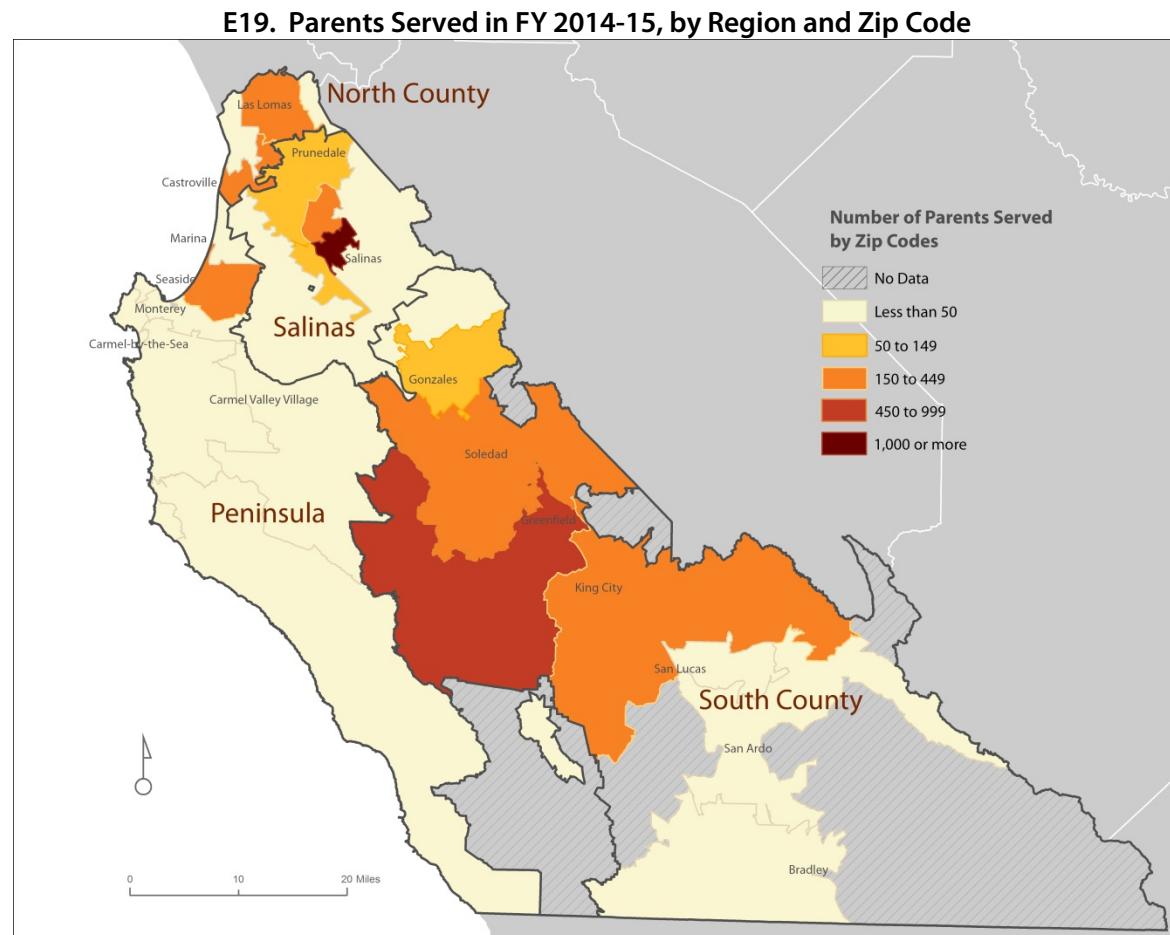 E19. Parents Served in FY 2014-15, by Region and Zip Code
North County
Las Lomas
Prunedale
Castroville
Marina
Salinas
Seaside
Monterey
Salinas
Carmel-by-the-Sea
Gonzales
Carmel Valley Village
Soledad
Peninsula
Greenfield
King City
San Lucas
South County
San Ardo
Bradley
Number of Parents Served
by Zip Codes
No Data
Less than 50
50 to 149
150 to 449
450 to 999
1,000 or more
0 10 20 Miles